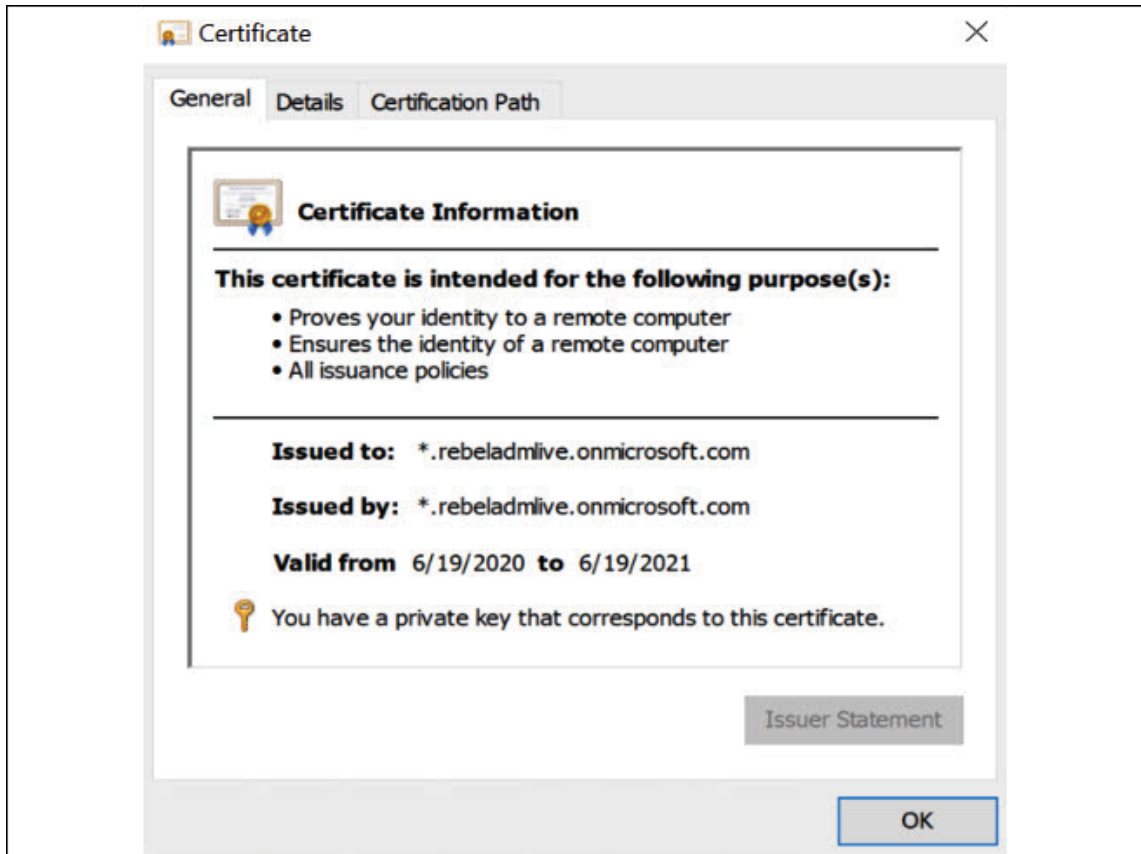 Certificate
General Details Certification Path
Certificate Information
This certificate is intended for the following purpose(s):
• Proves your identity to a remote computer
• Ensures the identity of a remote computer
• All issuance policies
Issued to: *.rebeladmlive.onmicrosoft.com
Issued by: *.rebeladmlive.onmicrosoft.com
Valid from 6/19/2020 to 6/19/2021
You have a private key that corresponds to this certificate.
Issuer Statement
OK